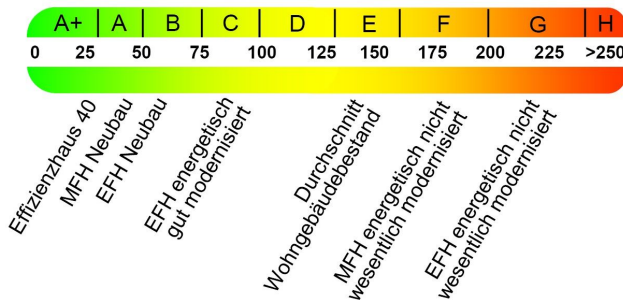 A+ A B C D E F G H
0 25 50 75 100 125 150 175 200 225 >250
Effizienzhaus 40
MFH Neubau
EFH Neubau
EFH energetisch
gut modernisiert
Durchschnitt
Wohngebäudebestand
MFH energetisch nicht
wesentlich modernisiert
EFH energetisch nicht
wesentlich modernisiert